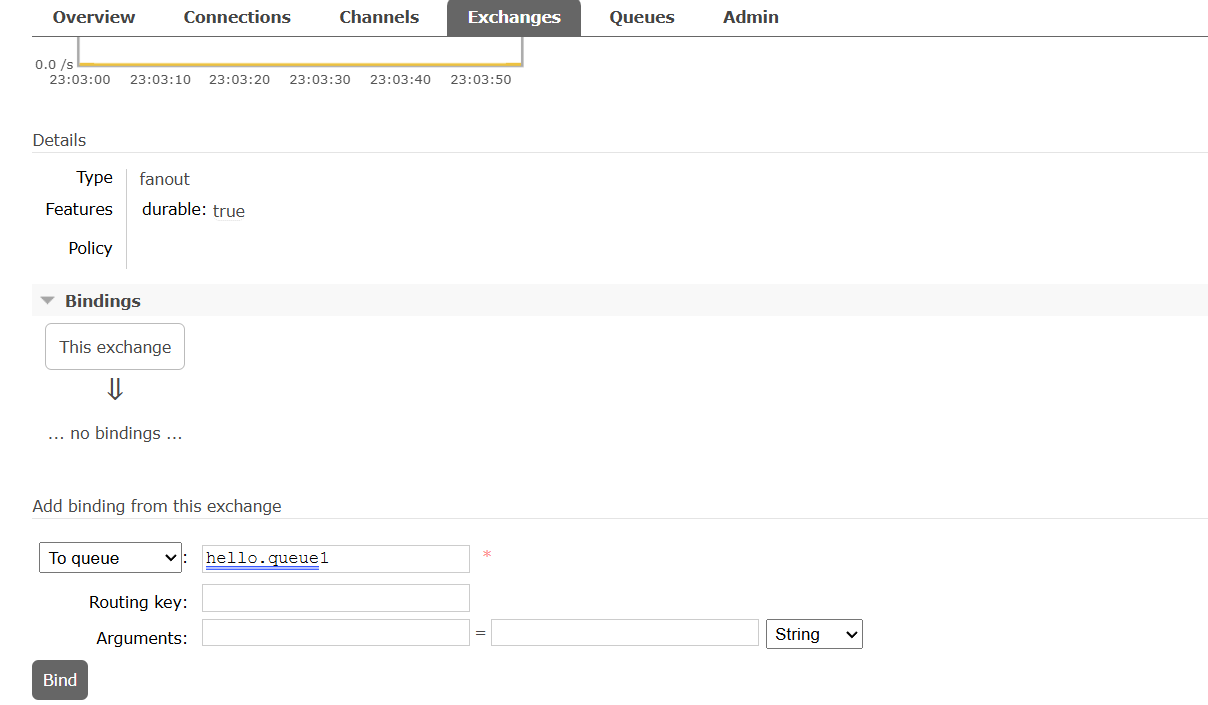 Overview Connections Channels Exchanges Queues Admin
0.0 /s
23:03:00 23:03:10 23:03:20 23:03:30 23:03:40 23:03:50
Details
Type fanout
Features durable: true
Policy
Bindings
This exchange
⇓
... no bindings ...
Add binding from this exchange
To queue : hello.queue1 *
Routing key:
Arguments: = String
Bind